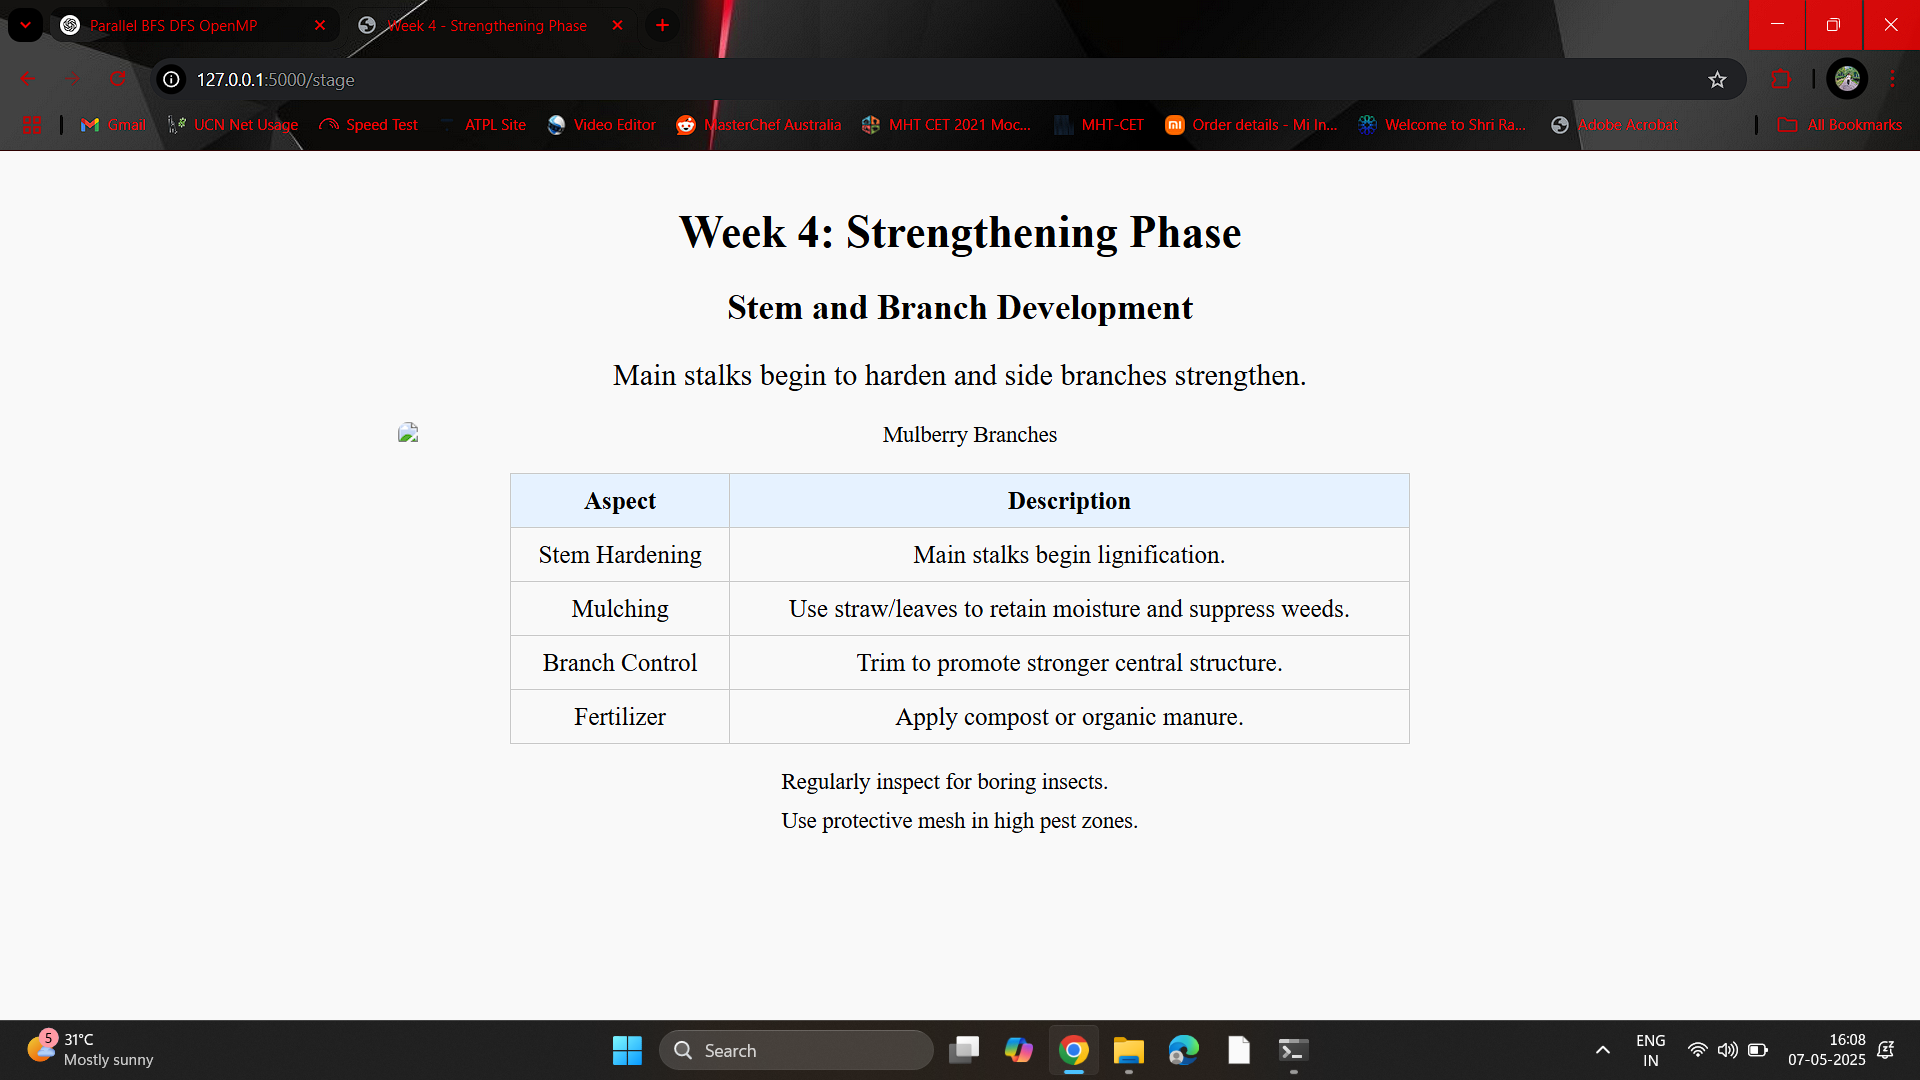 Parallel BFS DFS OpenMP
Week 4 - Strengthening Phase
127.0.0.1:5000/stage
Gmail
UCN Net Usage
Speed Test
ATPL Site
Video Editor
MasterChef Australia
MHT CET 2021 Moc...
MHT-CET
Order details - Mi In...
Welcome to Shri Ra...
Adobe Acrobat
All Bookmarks
Week 4: Strengthening Phase
Stem and Branch Development
Main stalks begin to harden and side branches strengthen.
Mulberry Branches
Aspect Description
Stem Hardening Main stalks begin lignification.
Mulching Use straw/leaves to retain moisture and suppress weeds.
Branch Control Trim to promote stronger central structure.
Fertilizer Apply compost or organic manure.
Regularly inspect for boring insects.
Use protective mesh in high pest zones.
5
31°C
Mostly sunny
Search
ENG
IN
16:08
07-05-2025